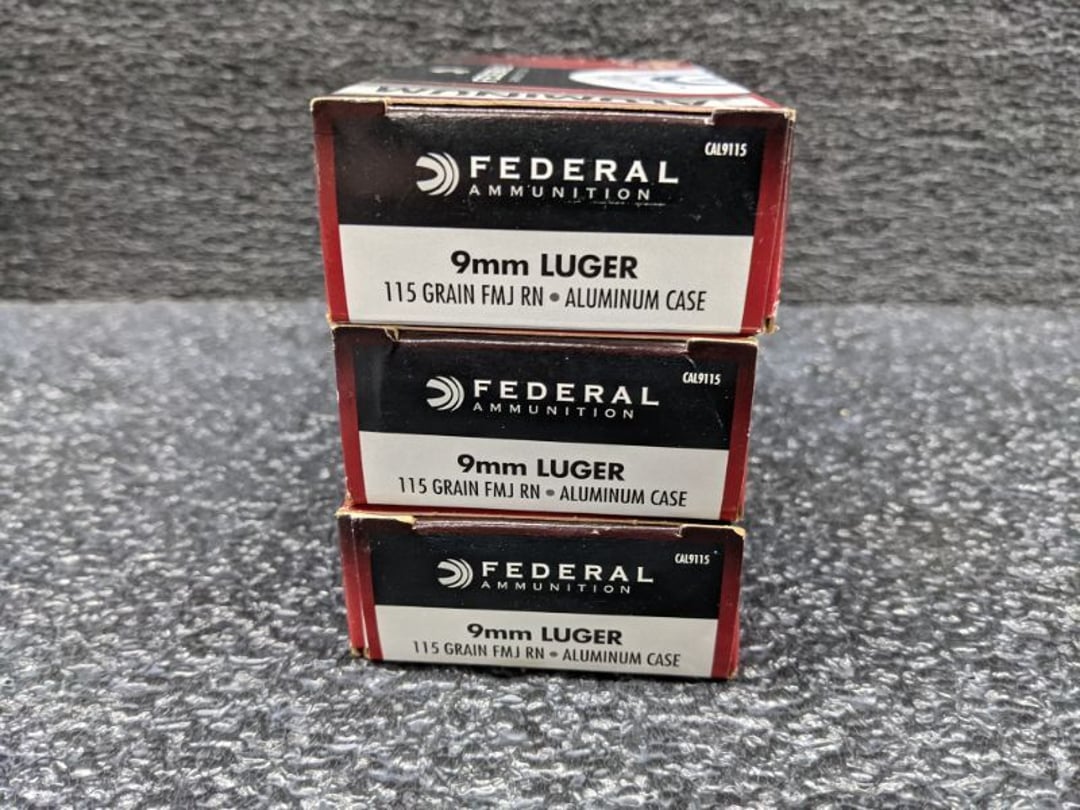 ALUMINUM
CAL9115
FEDERAL
AMMUNITION
9mm LUGER
115 GRAIN FMJ RN • ALUMINUM CASE
CAL9115
FEDERAL
AMMUNITION
9mm LUGER
115 GRAIN FMJ RN • ALUMINUM CASE
CAL9115
FEDERAL
AMMUNITION
9mm LUGER
115 GRAIN FMJ RN • ALUMINUM CASE